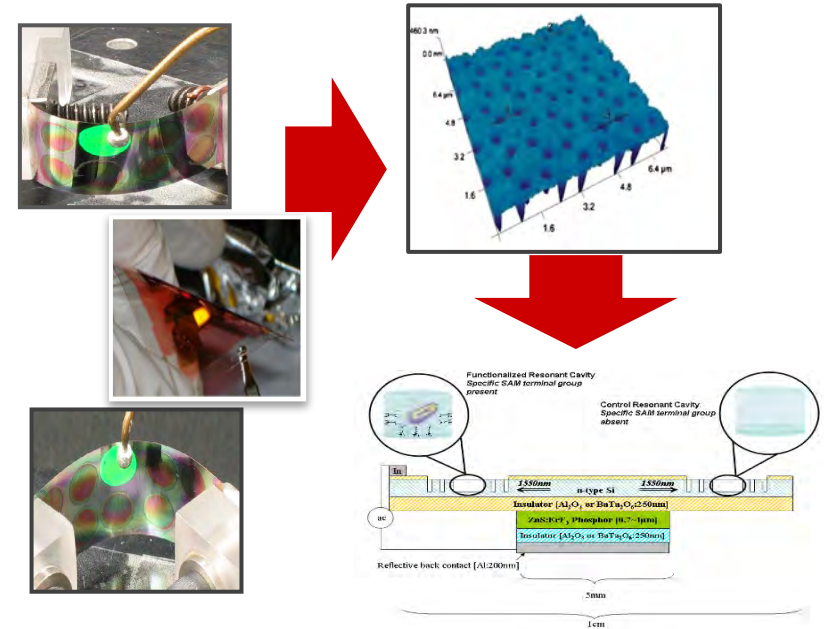 460.3 nm
0.0 nm
6.4 µm
4.8
3.2
1.6
1.6
3.2
4.8
6.4 µm
Functionalized Resonant Cavity
Specific SAM terminal group
present
Control Resonant Cavity
Specific SAM terminal group
absent
In
1550nm
n-type Si
1550nm
ac
Insulator [Al₂O₃ or BaTa₂O₆:250nm]
ZnS:ErF₃ Phosphor [0.7~1µm]
Insulator [Al₂O₃ or BaTa₂O₆:250nm]
Reflective back contact [Al:200nm]
5mm
1cm